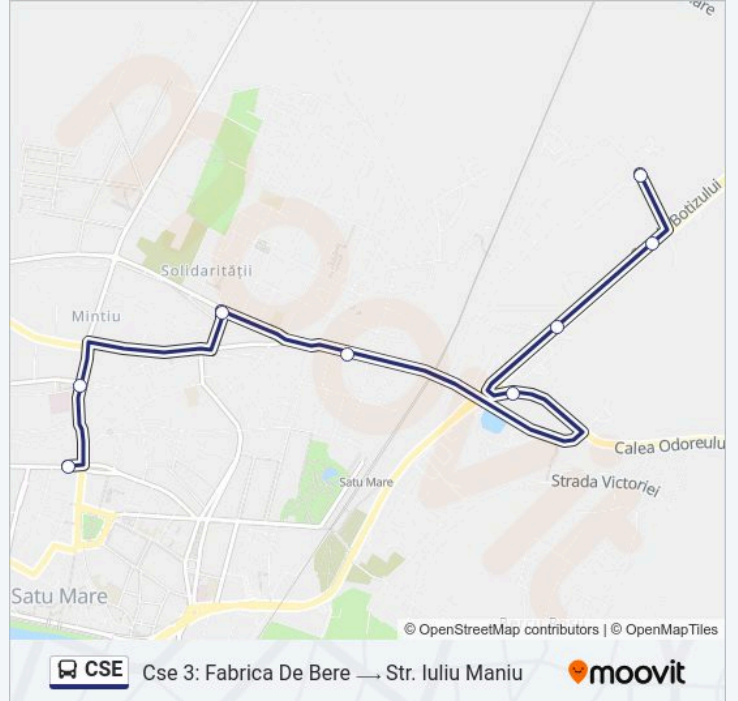 Botizului
Solidarității
Mintiu
Calea Odoreulu
Satu Mare
Strada Victoriei
Satu Mare
© OpenStreetMap contributors | © OpenMapTiles
CSE Cse 3: Fabrica De Bere → Str. Iuliu Maniu moovit